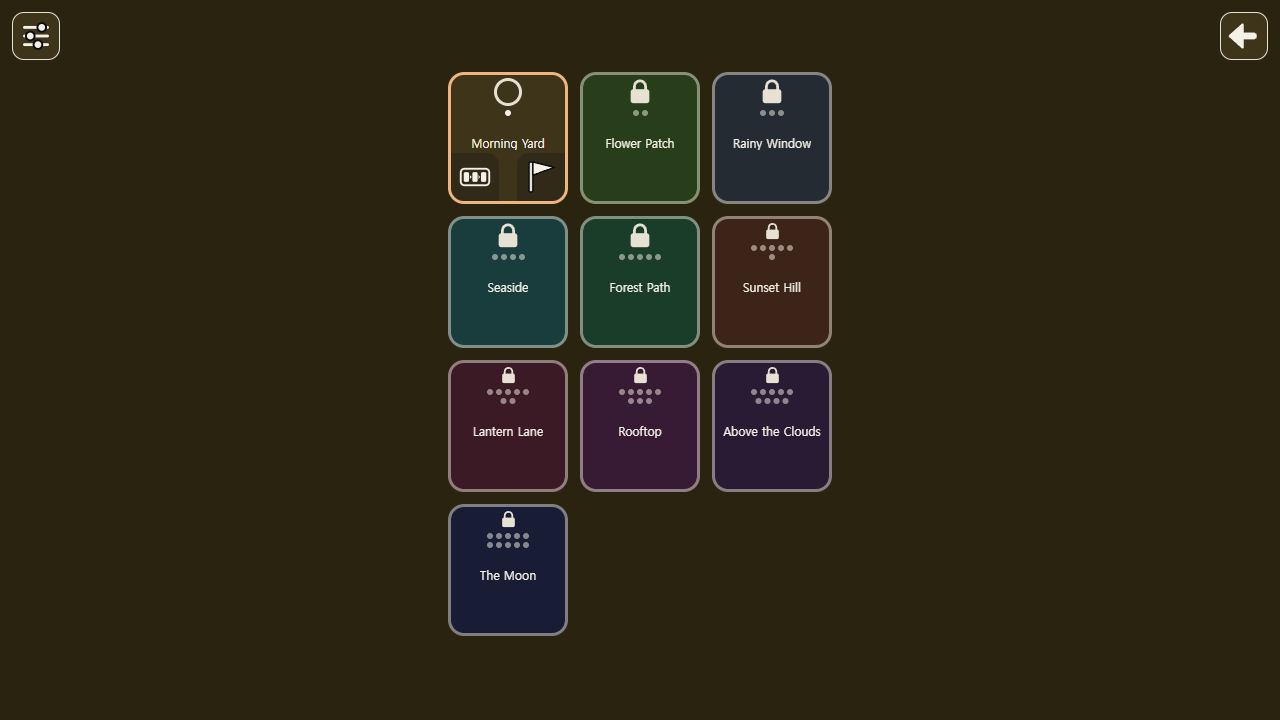 Morning Yard
Flower Patch
Rainy Window
Seaside
Forest Path
Sunset Hill
Lantern Lane
Rooftop
Above the Clouds
The Moon